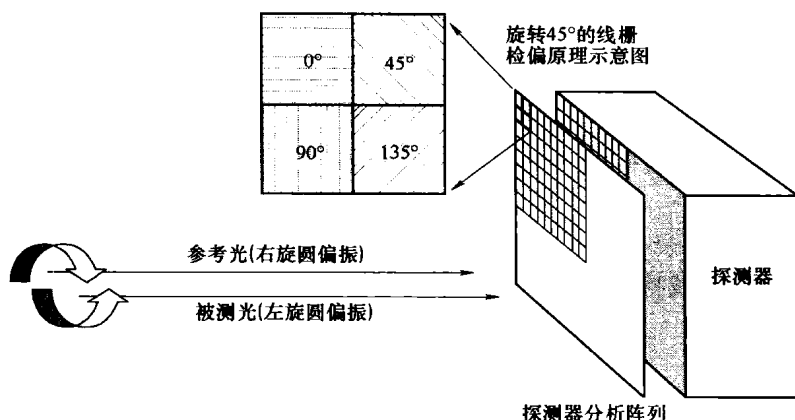 旋转45°的线栅
检偏原理示意图
0°
45°
90°
135°
参考光(右旋圆偏振)
被测光(左旋圆偏振)
探测器
探测器分析阵列